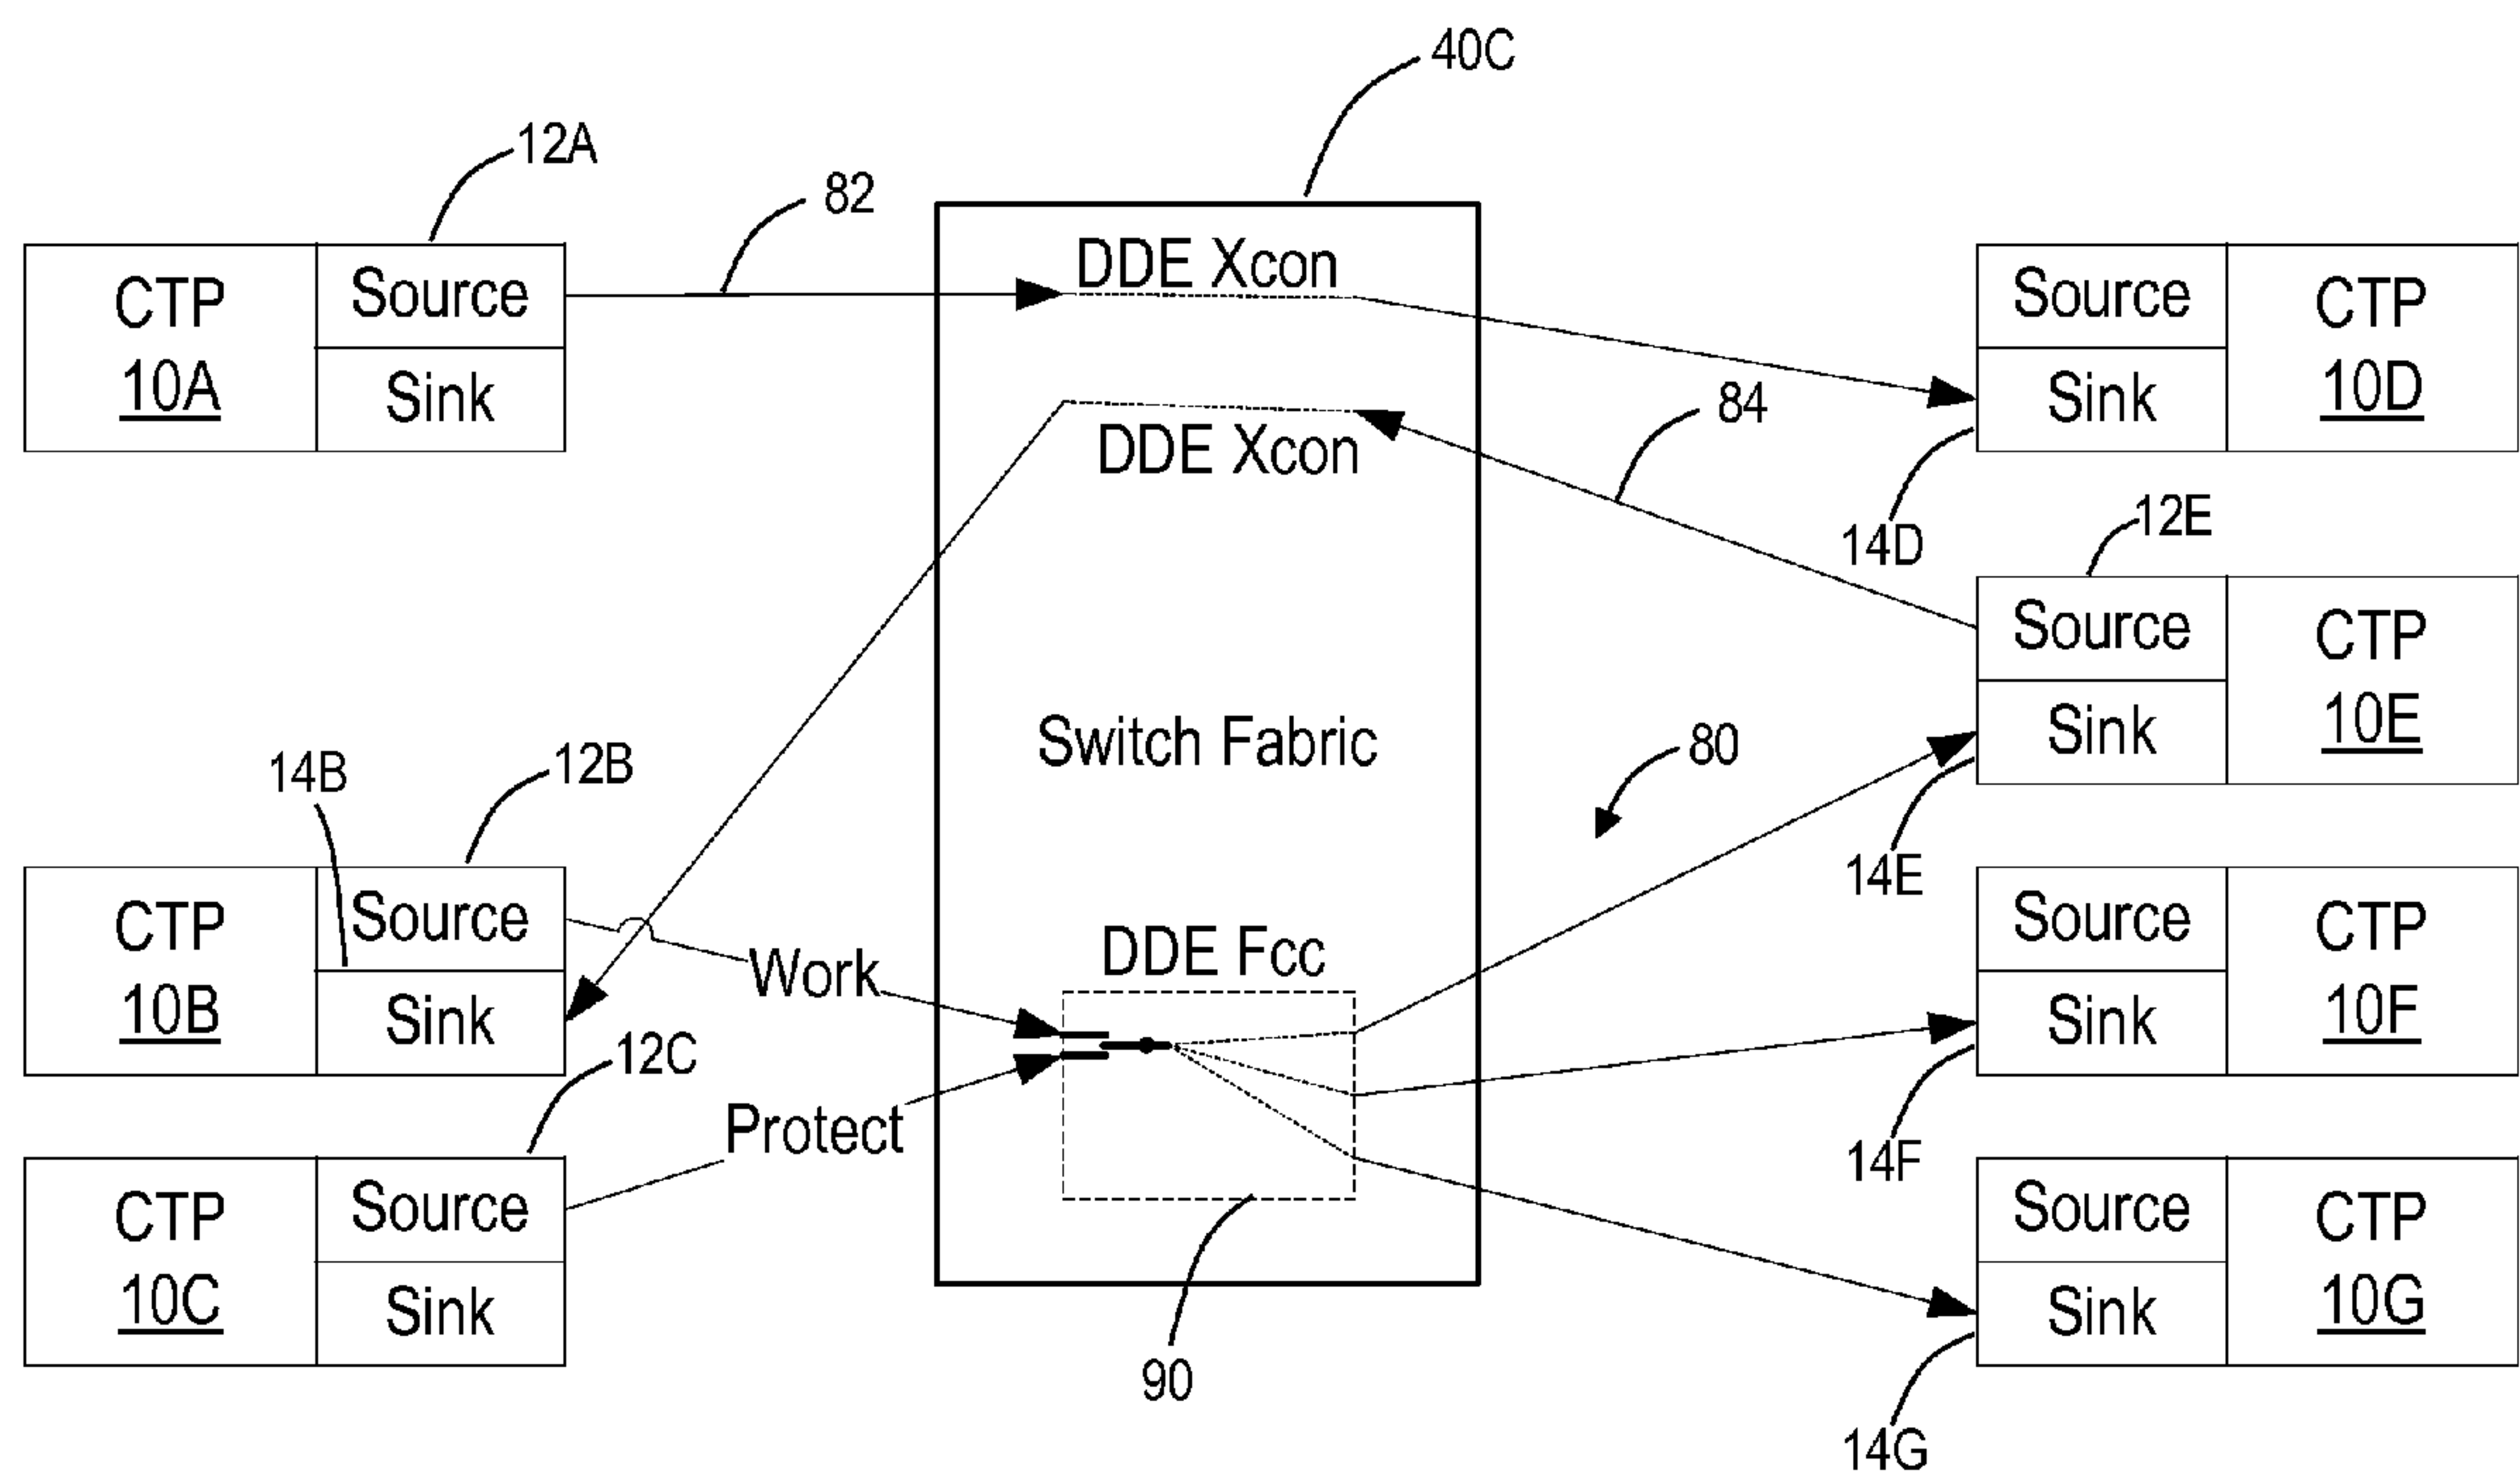 40C
12A
82
CTP
10A
Source
Sink
DDE Xcon
DDE Xcon
Source
Sink
CTP
10D
84
14D
12E
Source
Sink
CTP
10E
Switch Fabric
80
14E
14B
12B
CTP
10B
Source
Sink
Work
DDE Fcc
Source
Sink
CTP
10F
14F
12C
Protect
CTP
10C
Source
Sink
90
Source
Sink
CTP
10G
14G